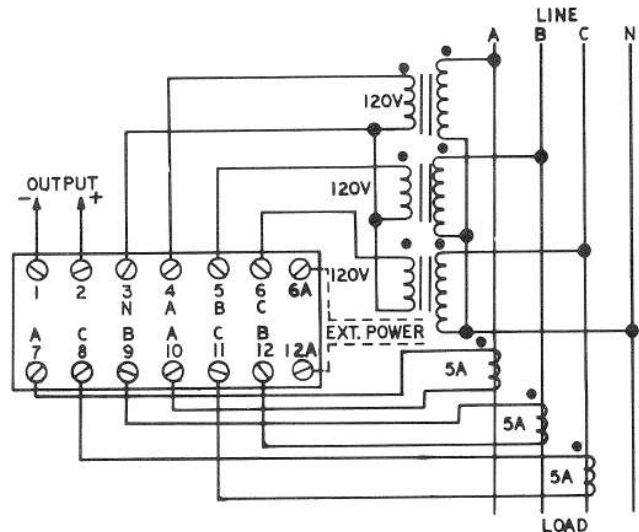 LINE
A B C N
120V
120V
OUTPUT
- +
1 2 3 4 5 6 6A
120V
N A B C
EXT. POWER
A C B A C B
7 8 9 10 11 12 12A
5A
5A
5A
LOAD